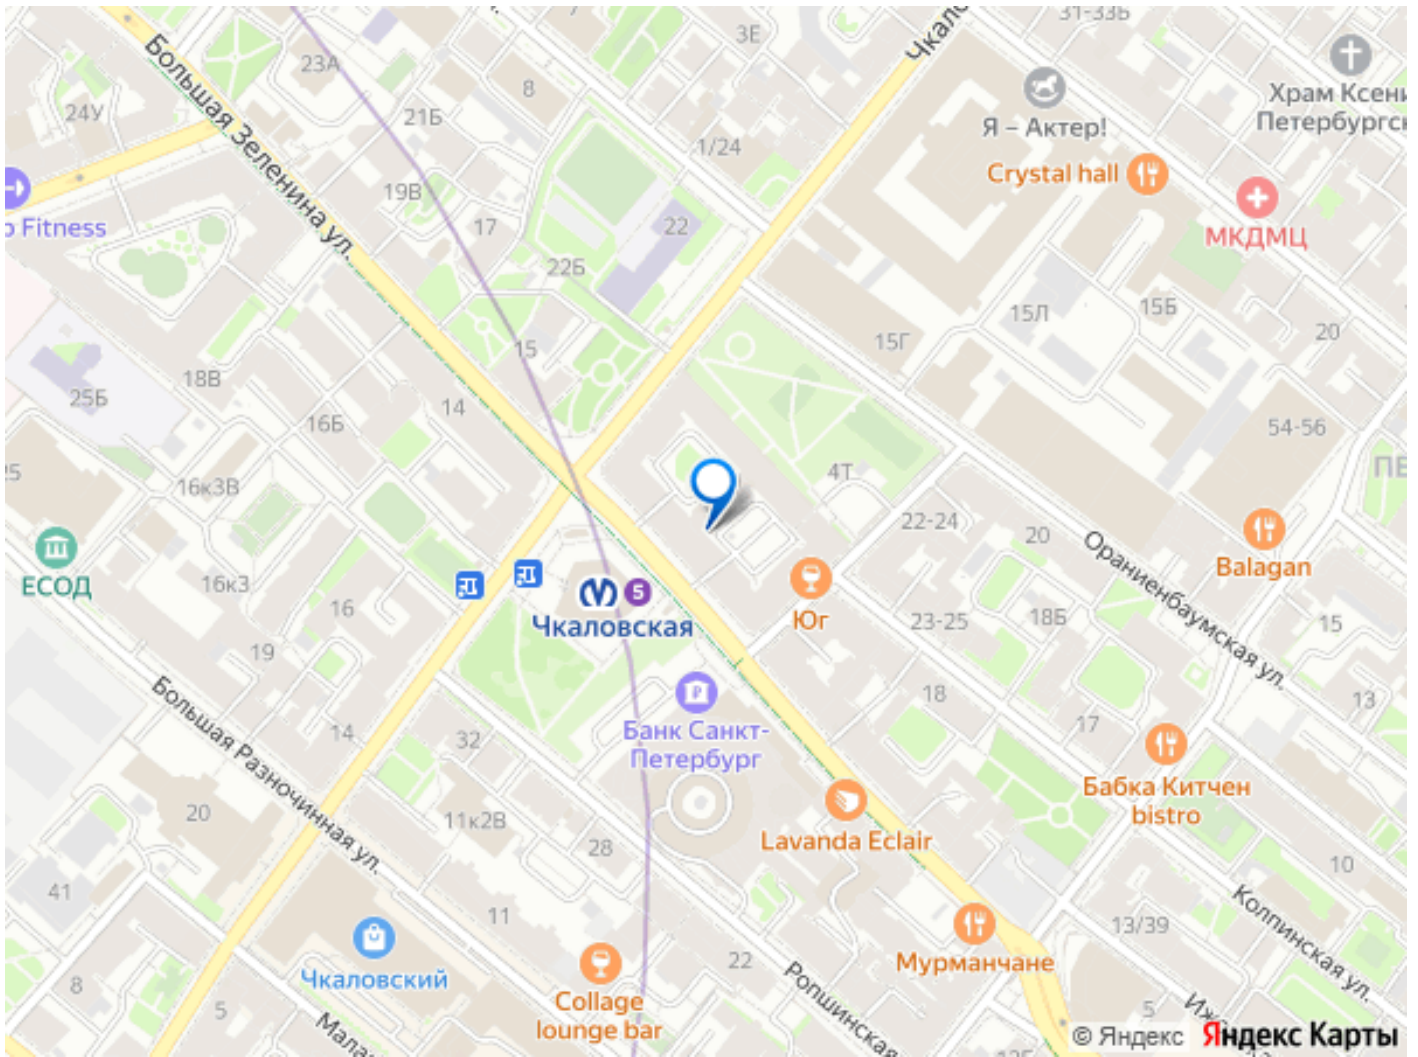 31-33Б
3Е
Чкало
23А
Большая Зеленина ул.
8
24У
21Б
Храм Ксени
Петербургск
Я – Актер!
1/24
Crystal hall
19В
17
22
МКДМЦ
Fitness
22Б
15Л
15Б
20
15Г
15
18В
25Б
14
16Б
54-56
ПЕ
25
16к3В
4Т
22-24
20
Ораниенбаумская ул.
Balagan
ЕСОД
16к3
16
5
Чкаловская
Юг
23-25
18Б
15
19
18
13
17
Большая Разночинная ул.
14
32
Банк Санкт-
Петербург
Бабка Китчен
bistro
20
11к2В
28
Lavanda Eclair
10
41
Колпинская ул.
11
13/39
Чкаловский
22
Мурманчане
8
5
Collage
lounge bar
Ропшинская
5
Мала
© Яндекс Яндекс Карты